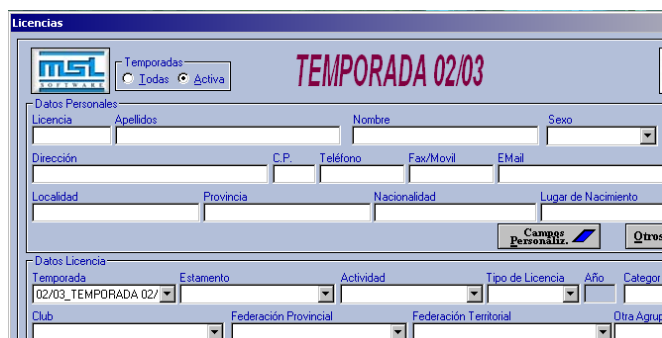 Licencias
msl
SOFTWARE
Temporadas
Todas Activa
TEMPORADA 02/03
Datos Personales
Licencia Apellidos Nombre Sexo
Dirección C.P. Teléfono Fax/Movil EMail
Localidad Provincia Nacionalidad Lugar de Nacimiento
Campos
Personáliz.
Otros
Datos Licencia
Temporada Estamento Actividad Tipo de Licencia Año Categor
02/03_TEMPORADA 02/
Club Federación Provincial Federación Territorial Otra Agrup